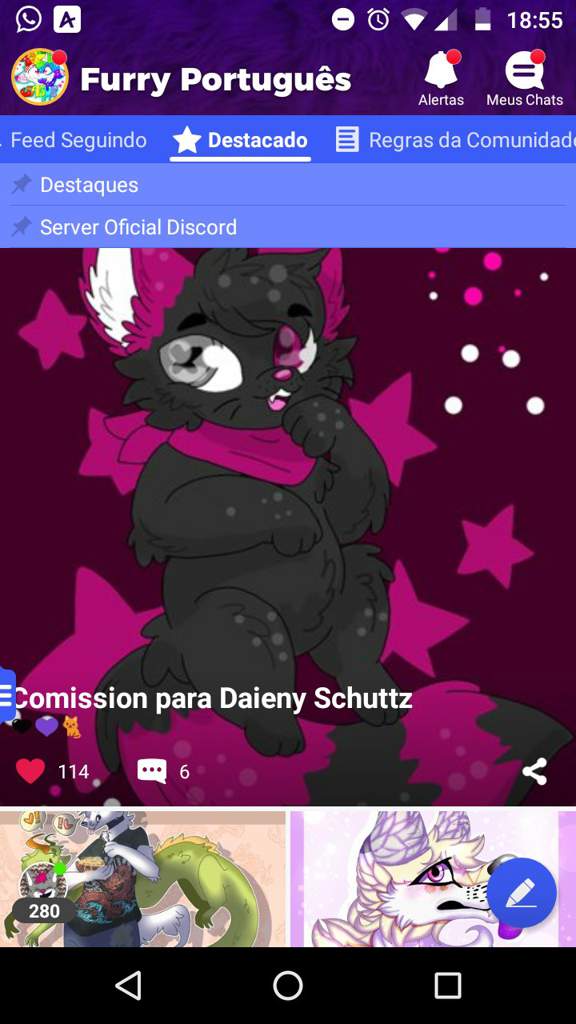 18:55
Furry Português
Alertas
Meus Chats
Feed Seguindo
Destacado
Regras da Comunidad
Destaques
Server Oficial Discord
Comission para Daieny Schuttz
114
6
280